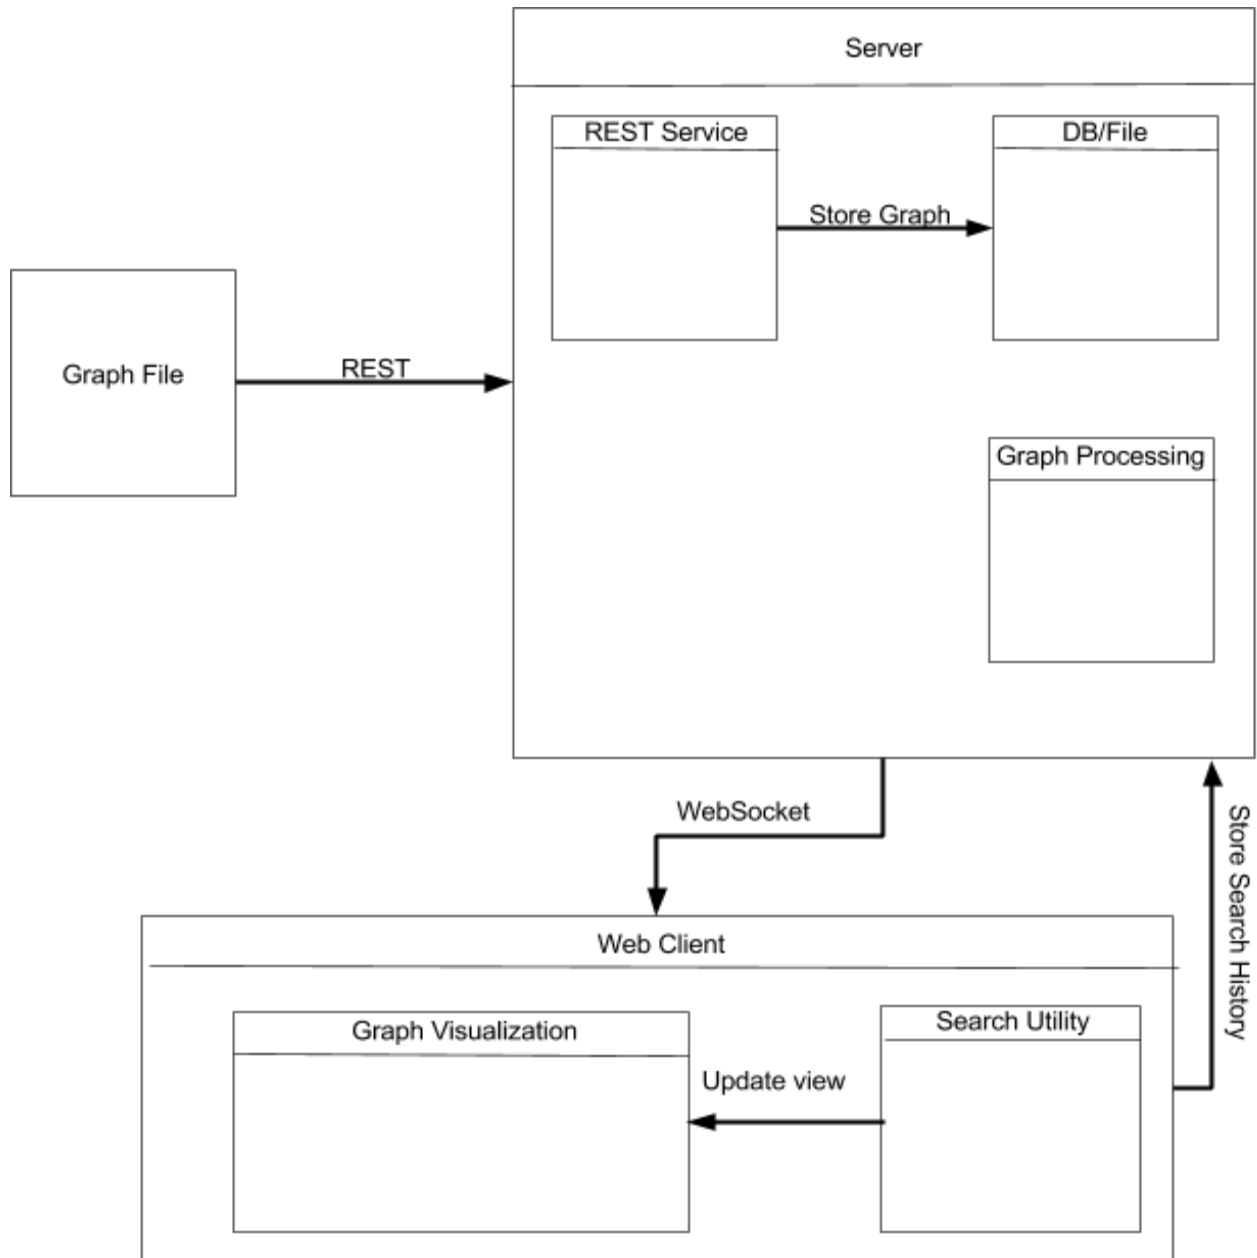 Server
REST Service
DB/File
Store Graph
Graph File
REST
Graph Processing
WebSocket
Store Search History
Web Client
Graph Visualization
Search Utility
Update view